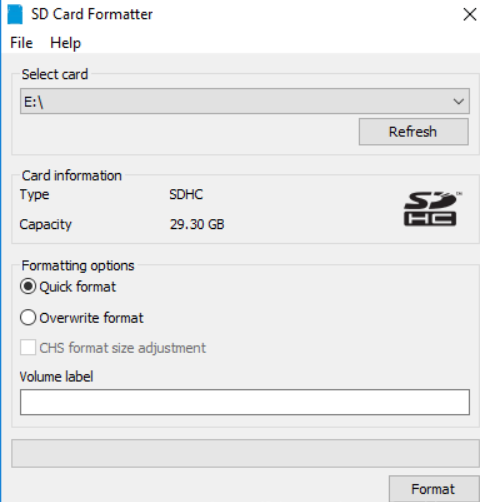 SD Card Formatter
File Help
Select card
E:\
Refresh
Card information
Type SDHC
Capacity 29.30 GB
SD HC ™
Formatting options
Quick format
Overwrite format
CHS format size adjustment
Volume label
Format